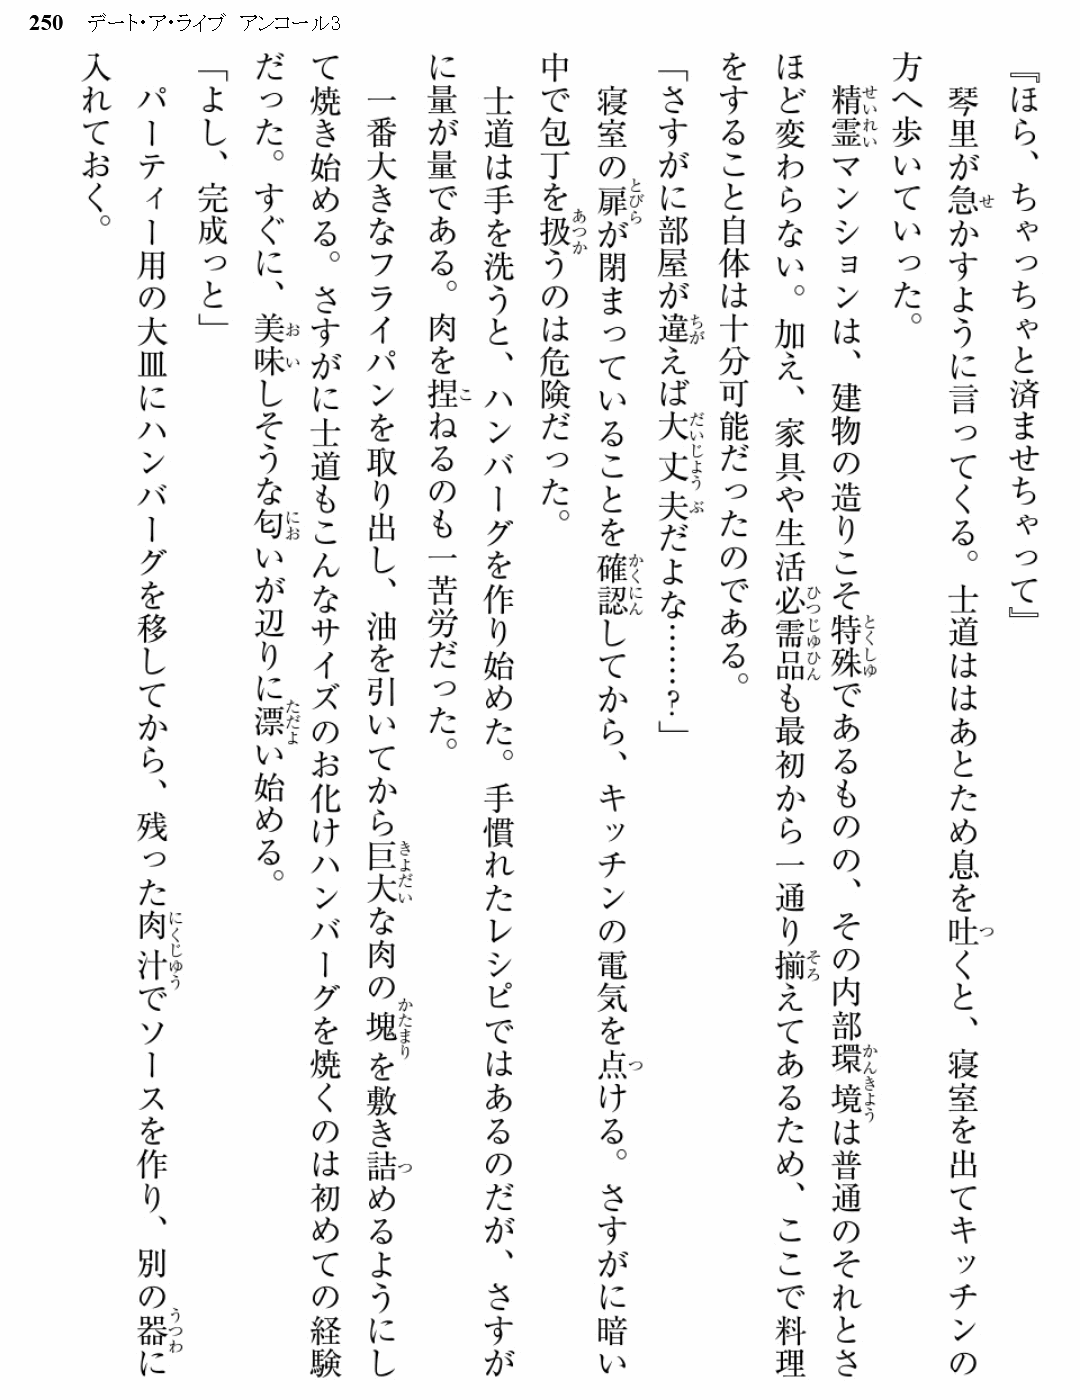 250 デート・ア・ライブ アンコール3
『ほら、ちゃっちゃと済ませちゃって』
琴里が急かすように言ってくる。士道ははあとため息を吐くと、寝室を出てキッチンの
方へ歩いていった。
精霊マンションは、建物の造りこそ特殊であるものの、その内部環境は普通のそれとさ
ほど変わらない。加え、家具や生活必需品も最初から一通り揃えてあるため、ここで料理
をすること自体は十分可能だったのである。
「さすがに部屋が違えば大丈夫だよな……?」
寝室の扉が閉まっていることを確認してから、キッチンの電気を点ける。さすがに暗い
中で包丁を扱うのは危険だった。
士道は手を洗うと、ハンバーグを作り始めた。手慣れたレシピではあるのだが、さすが
に量が量である。肉を捏ねるのも一苦労だった。
一番大きなフライパンを取り出し、油を引いてから巨大な肉の塊を敷き詰めるようにし
て焼き始める。さすがに士道もこんなサイズのお化けハンバーグを焼くのは初めての経験
だった。すぐに、美味しそうな匂いが辺りに漂い始める。
「よし、完成っと」
パーティー用の大皿にハンバーグを移してから、残った肉汁でソースを作り、別の器に
入れておく。